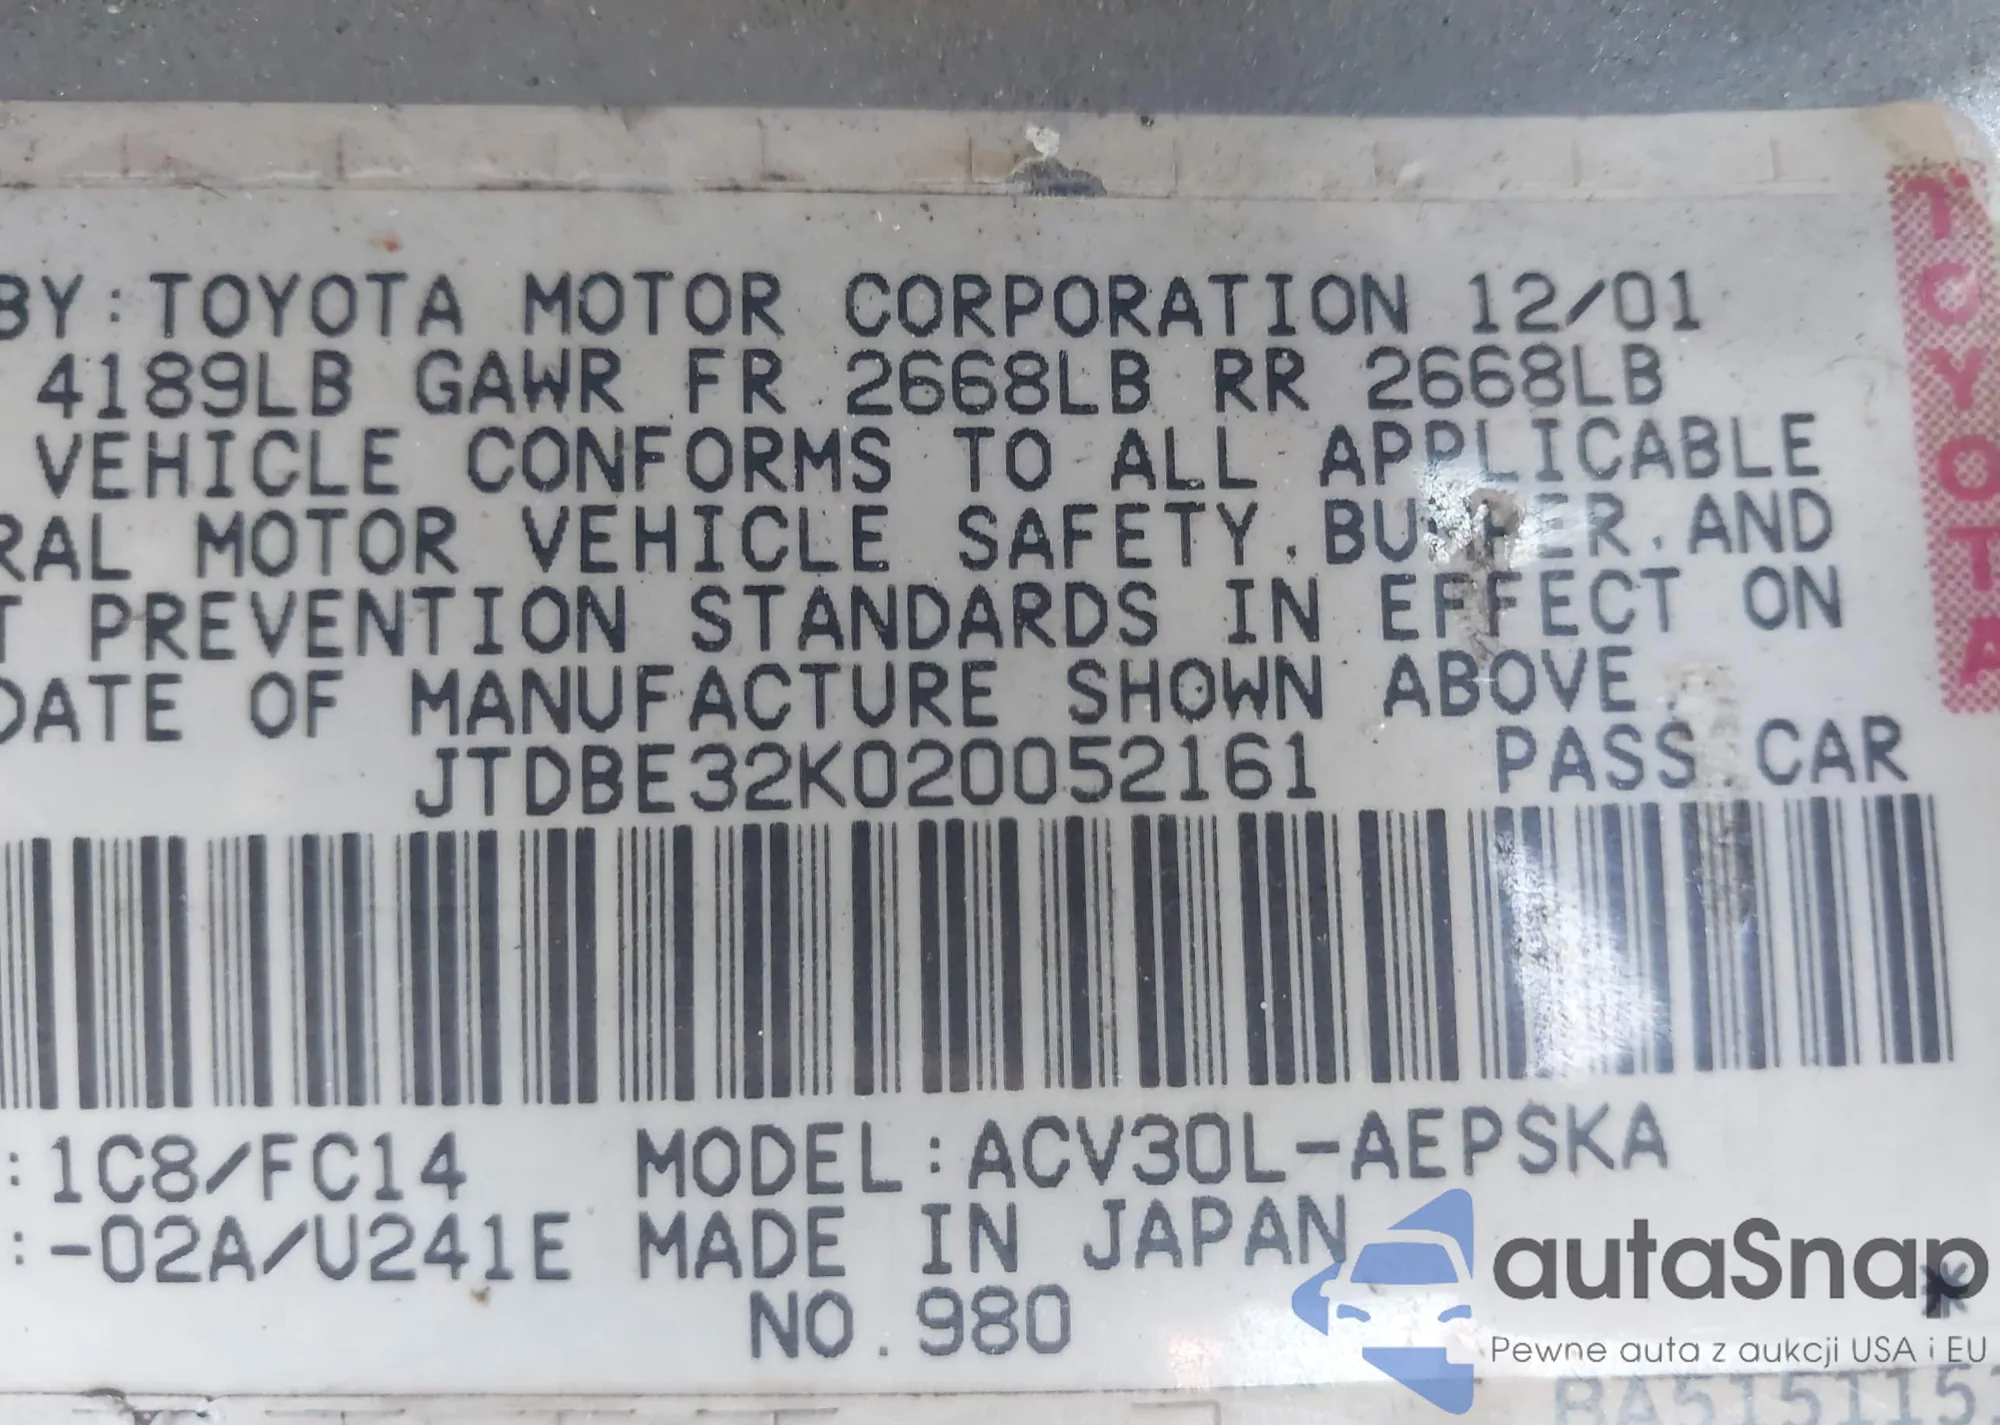 BY:TOYOTA MOTOR CORPORATION 12/01
4189LB GAWR FR 2668LB RR 2668LB
VEHICLE CONFORMS TO ALL APPLICABLE
RAL MOTOR VEHICLE SAFETY,BUMPER,AND
T PREVENTION STANDARDS IN EFFECT ON
DATE OF MANUFACTURE SHOWN ABOVE.
JTDBE32K020052161 PASS CAR
:1C8/FC14 MODEL:ACV30L-AEPSKA
:-02A/U241E MADE IN JAPAN
NO.980 *
TOYOTA
autaSnap
Pewne auta z aukcji USA i EU